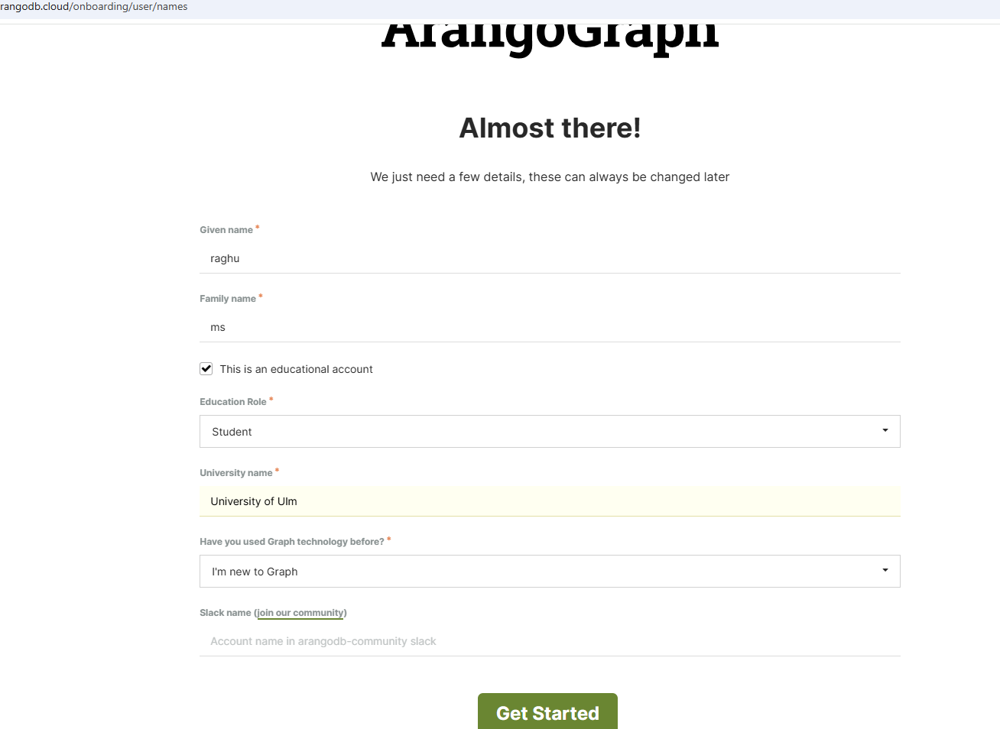 rangodb.cloud/onboarding/user/names
ArangoGraph
Almost there!
We just need a few details, these can always be changed later
Given name *
raghu
Family name *
ms
This is an educational account
Education Role *
Student
University name *
University of Ulm
Have you used Graph technology before? *
I'm new to Graph
Slack name (join our community)
Account name in arangodb-community slack
Get Started